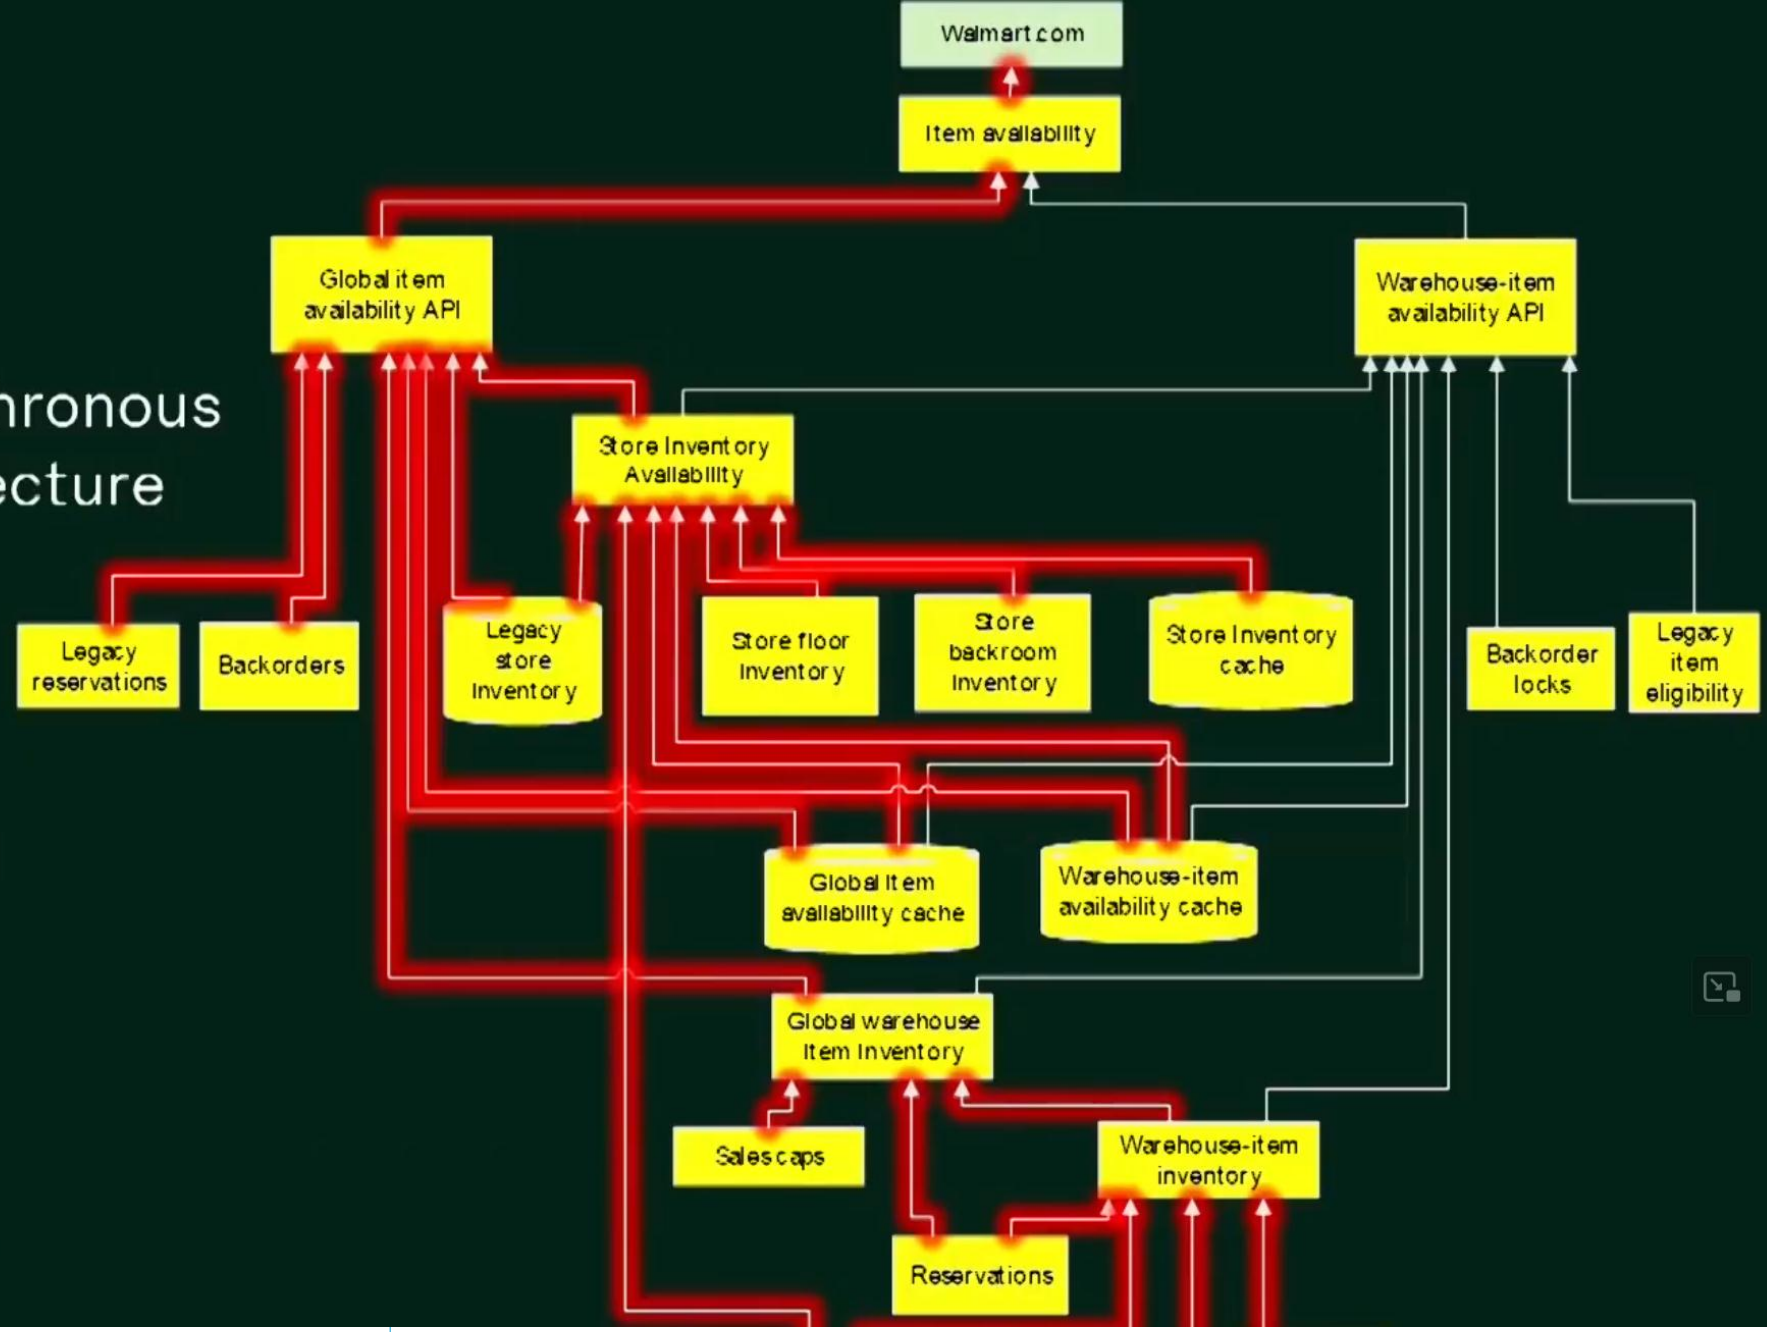 Walmart.com
Item availability
Global item
availability API
Warehouse-item
availability API
Store Inventory
Availability
Legacy
reservations
Backorders
Legacy
store
Inventory
Store floor
Inventory
Store
backroom
Inventory
Store Inventory
cache
Backorder
locks
Legacy
item
eligibility
Global Item
availability cache
Warehouse-item
availability cache
Global warehouse
Item Inventory
Sales caps
Warehouse-item
inventory
Reservations